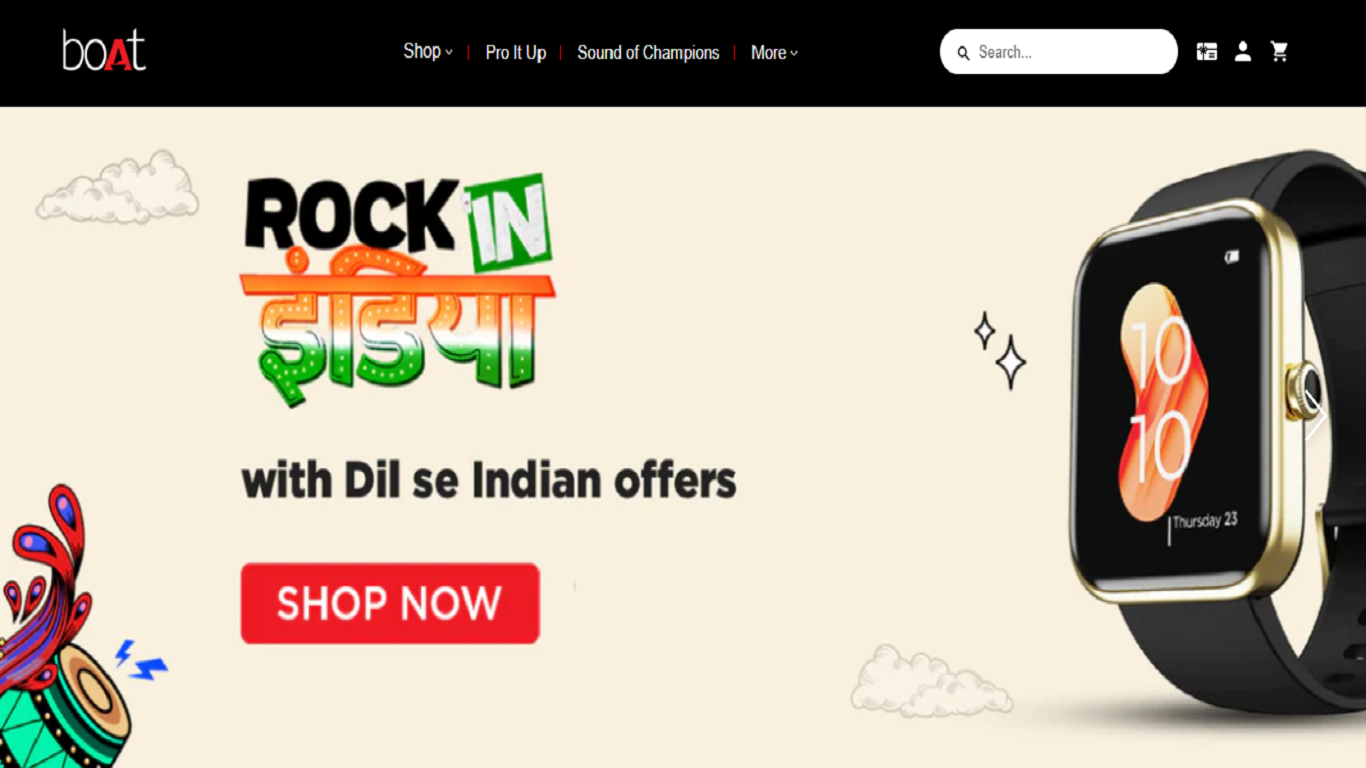 boAt
Shop
Pro It Up
Sound of Champions
More
Search...
ROCK IN
इंडिया
with Dil se Indian offers
SHOP NOW
10
10
Thursday 23